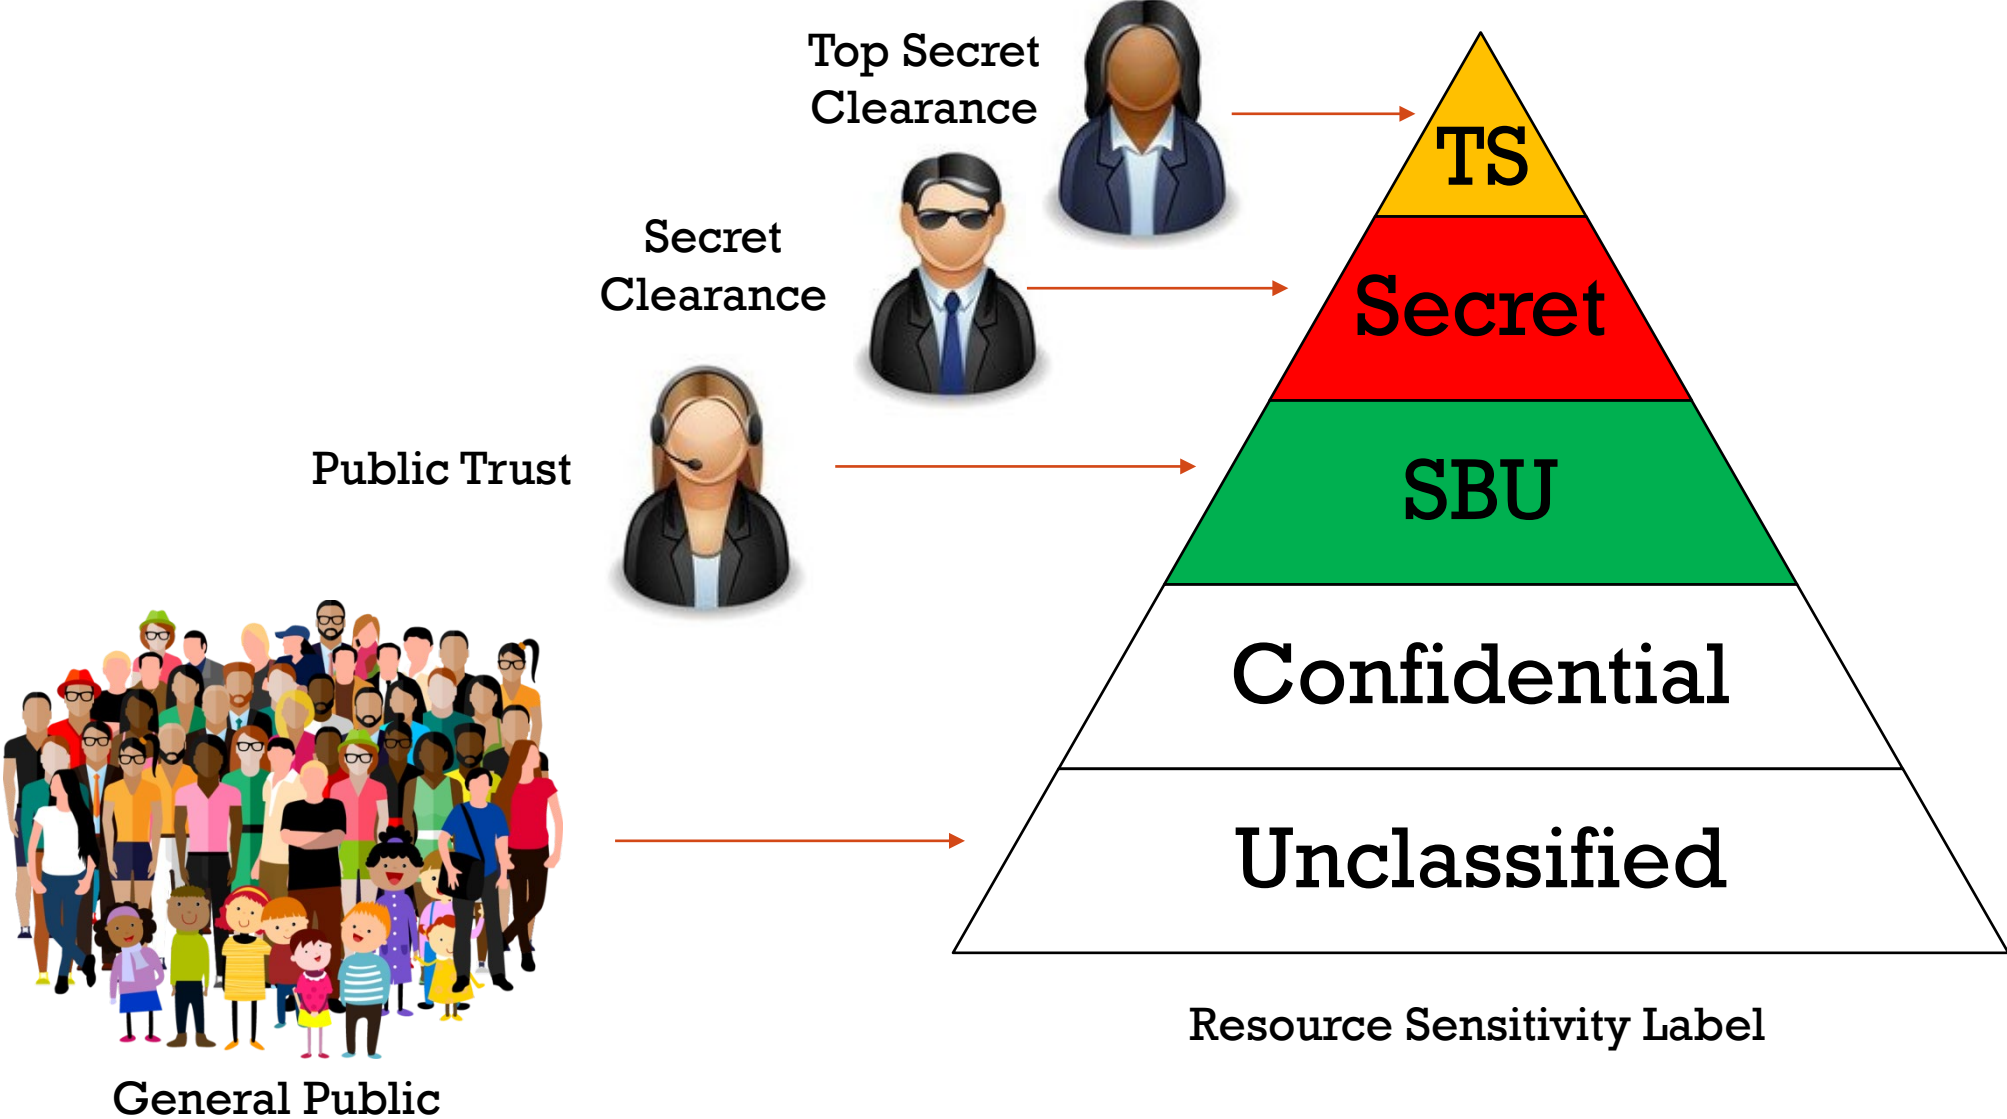 Top Secret
Clearance
TS
Secret
Clearance
Secret
Public Trust
SBU
Confidential
Unclassified
Resource Sensitivity Label
General Public